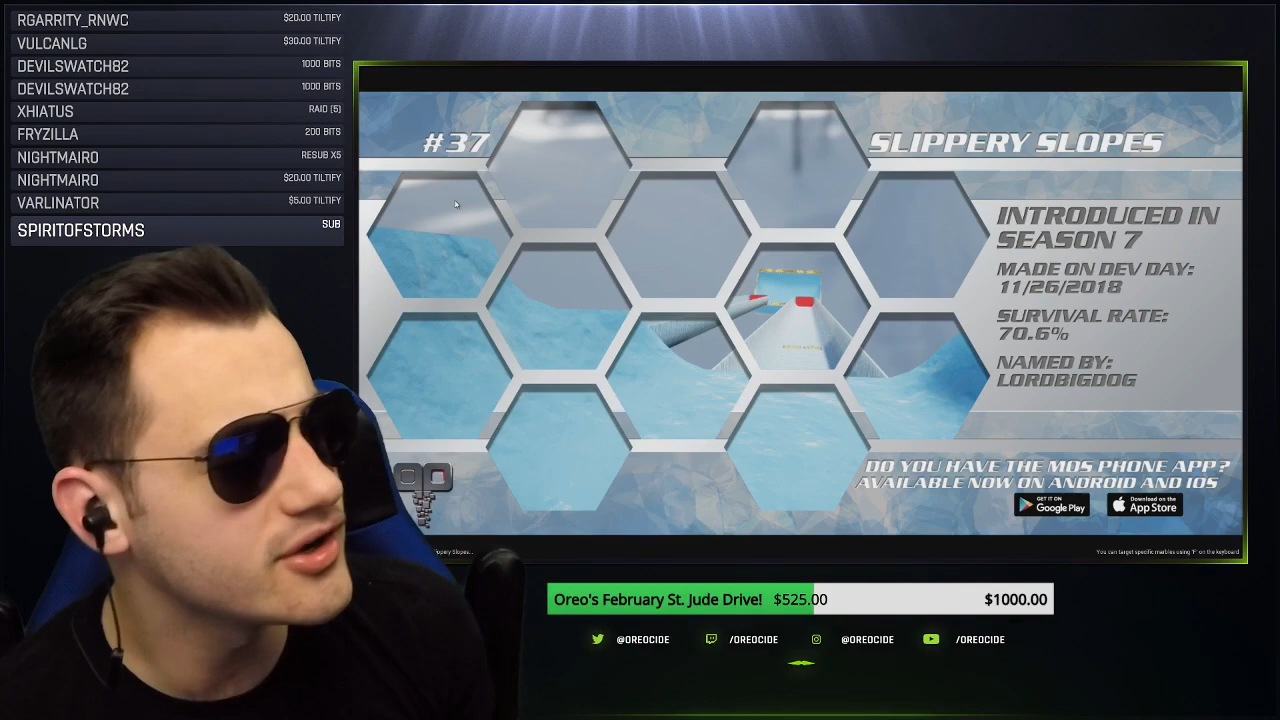 RGARRITY_RNWC $20.00 TILTIFY
VULCANLG $30.00 TILTIFY
DEVILSWATCH82 1000 BITS
DEVILSWATCH82 1000 BITS
XHIATUS RAID (5)
FRYZILLA 200 BITS
NIGHTMAIRO RESUB X5
NIGHTMAIRO $20.00 TILTIFY
VARLINATOR $5.00 TILTIFY
SPIRITOFSTORMS SUB
#37
SLIPPERY SLOPES
INTRODUCED IN
SEASON 7
MADE ON DEV DAY:
11/26/2018
SURVIVAL RATE:
70.6%
NAMED BY:
LORDBIGDOG
DO YOU HAVE THE MOS PHONE APP?
AVAILABLE NOW ON ANDROID AND IOS
GET IT ON
Google Play
Download on the
App Store
ppery Slopes...
You can target specific marbles using 'F' on the keyboard
Oreo's February St. Jude Drive! $525.00 $1000.00
@OREOCIDE /OREOCIDE @OREOCIDE /OREOCIDE